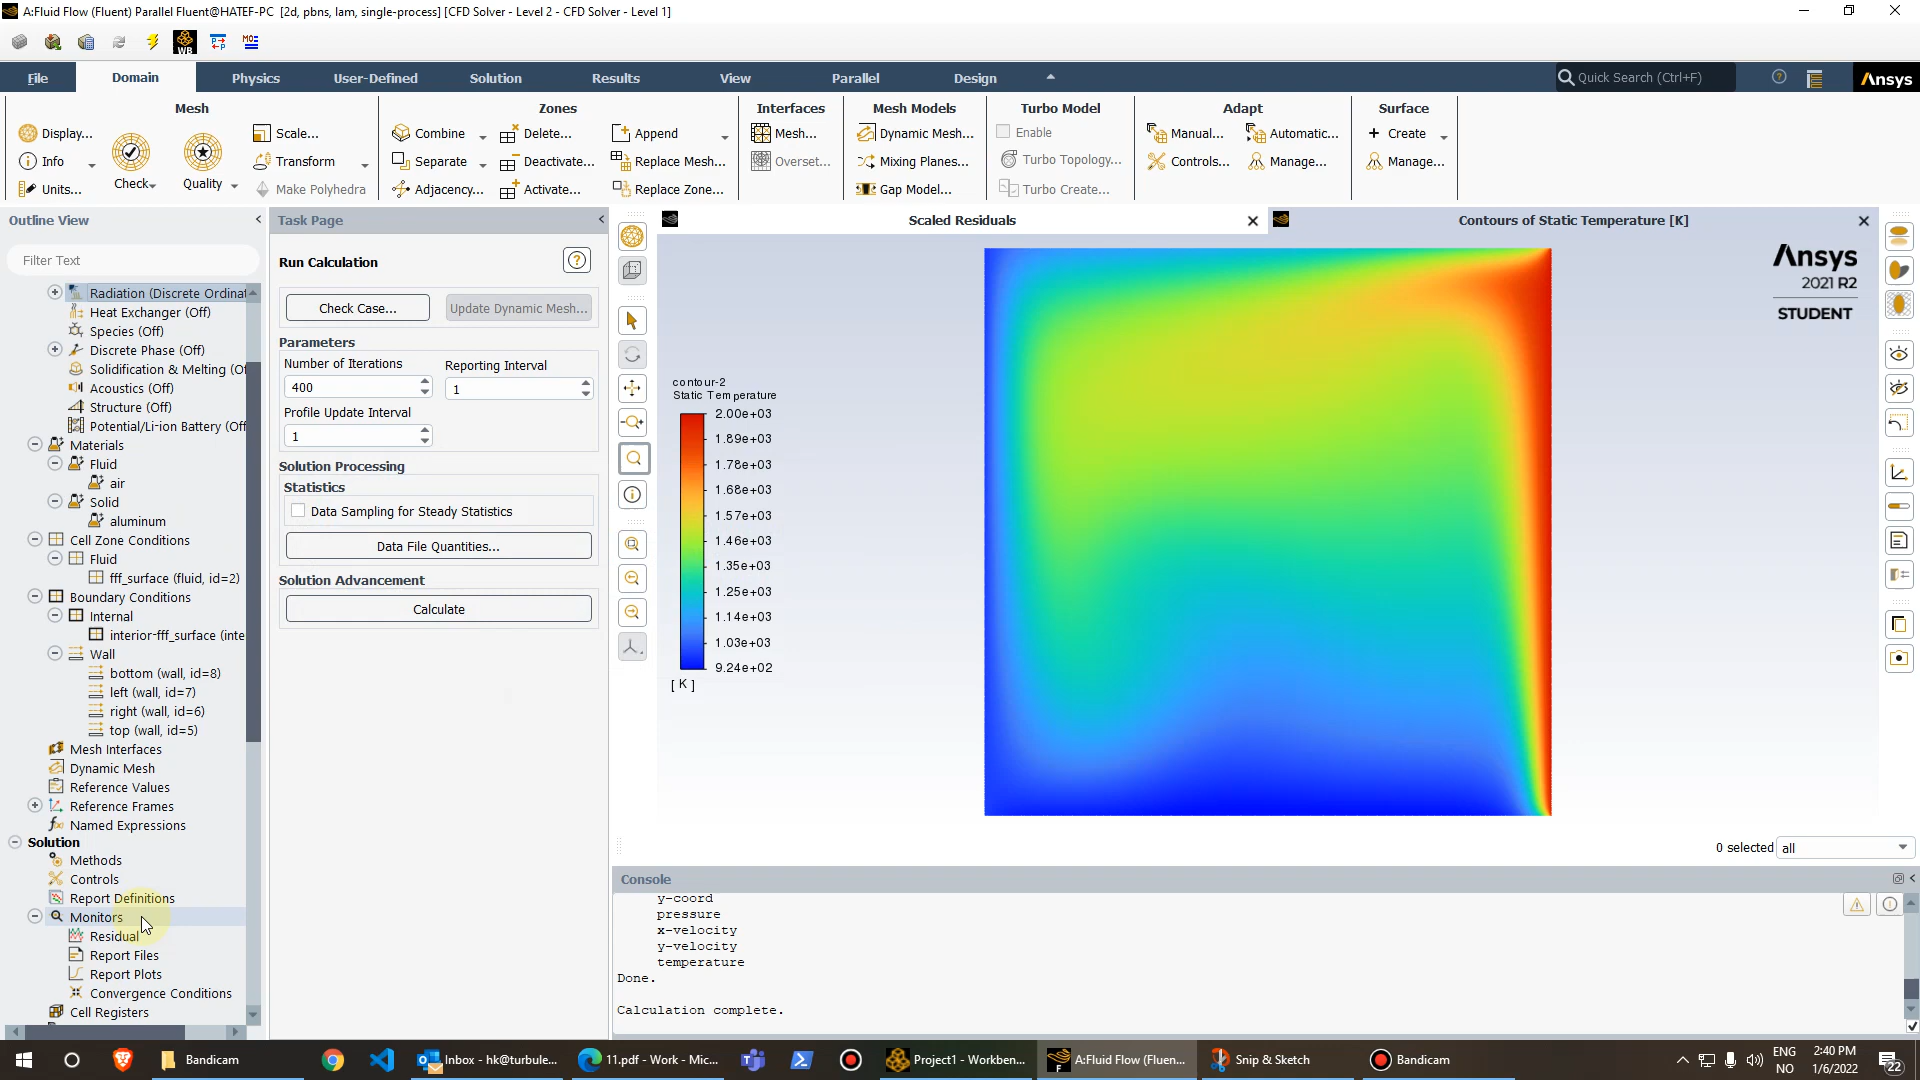 A:Fluid Flow (Fluent) Parallel Fluent@HATEF-PC [2d, pbns, lam, single-process] [CFD Solver - Level 2 - CFD Solver - Level 1]
WB
File
Domain
Physics
User-Defined
Solution
Results
View
Parallel
Design
Quick Search (Ctrl+F)
Ansys
Mesh
Zones
Interfaces
Mesh Models
Turbo Model
Adapt
Surface
Display...
Scale...
Combine
Delete...
Append
Mesh...
Dynamic Mesh...
Enable
Manual...
Automatic...
Create
Info
Check
Quality
Transform
Separate
Deactivate...
Replace Mesh...
Overset...
Mixing Planes...
Turbo Topology...
Controls...
Manage...
Manage...
Units...
Make Polyhedra
Adjacency...
Activate...
Replace Zone...
Gap Model...
Turbo Create...
Outline View
Filter Text
Radiation (Discrete Ordinat
Heat Exchanger (Off)
Species (Off)
Discrete Phase (Off)
Solidification & Melting (Of
Acoustics (Off)
Structure (Off)
Potential/Li-ion Battery (Off
Materials
Fluid
air
Solid
aluminum
Cell Zone Conditions
Fluid
fff_surface (fluid, id=2)
Boundary Conditions
Internal
interior-fff_surface (inte
Wall
bottom (wall, id=8)
left (wall, id=7)
right (wall, id=6)
top (wall, id=5)
Mesh Interfaces
Dynamic Mesh
Reference Values
Reference Frames
Named Expressions
Solution
Methods
Controls
Report Definitions
Monitors
Residual
Report Files
Report Plots
Convergence Conditions
Cell Registers
Task Page
Run Calculation
Check Case...
Update Dynamic Mesh...
Parameters
Number of Iterations
Reporting Interval
400
1
Profile Update Interval
1
Solution Processing
Statistics
Data Sampling for Steady Statistics
Data File Quantities...
Solution Advancement
Calculate
Scaled Residuals
Contours of Static Temperature [K]
Ansys
2021 R2
STUDENT
contour-2
Static Temperature
2.00e+03
1.89e+03
1.78e+03
1.68e+03
1.57e+03
1.46e+03
1.35e+03
1.25e+03
1.14e+03
1.03e+03
9.24e+02
[ K ]
0 selected
all
Console
y-coord
pressure
x-velocity
y-velocity
temperature
Done.
Calculation complete.
Bandicam
Inbox - hk@turbule...
11.pdf - Work - Mic...
Project1 - Workben...
A:Fluid Flow (Fluen...
Snip & Sketch
Bandicam
ENG
NO
2:40 PM
1/6/2022
22